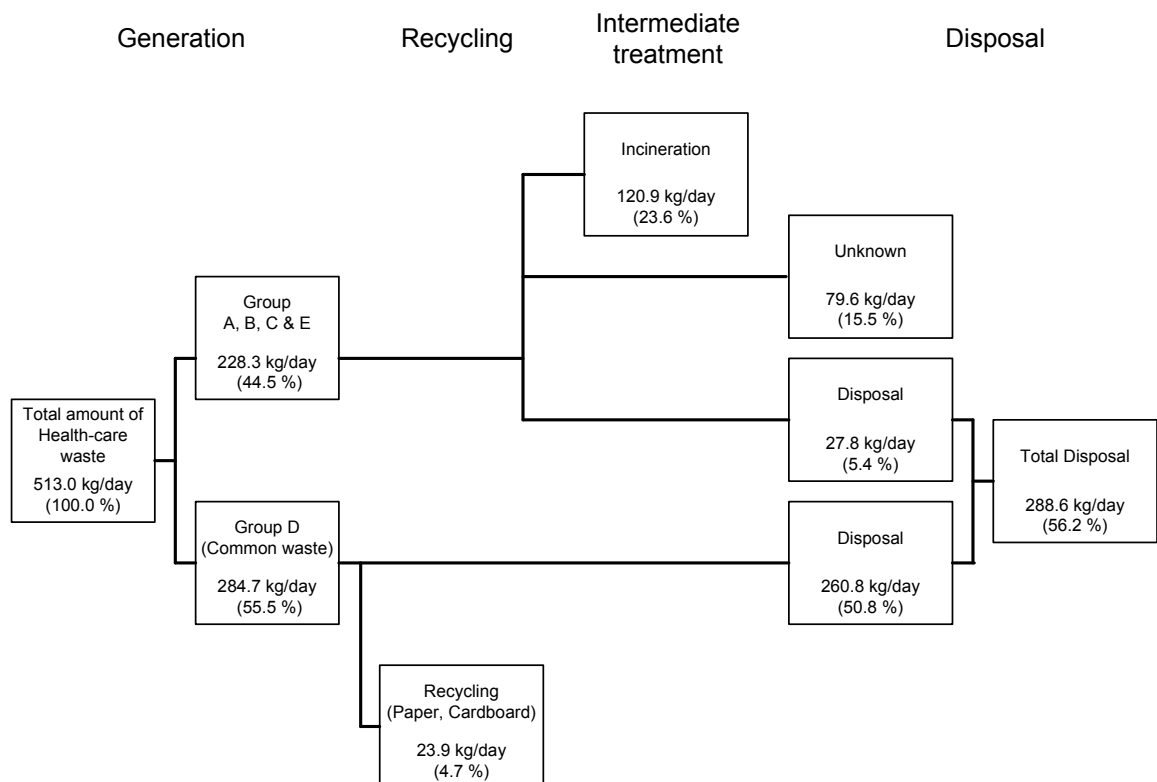 Generation
Recycling
Intermediate
treatment
Disposal
Incineration
120.9 kg/day
(23.6 %)
Unknown
79.6 kg/day
(15.5 %)
Group
A, B, C & E
228.3 kg/day
(44.5 %)
Disposal
27.8 kg/day
(5.4 %)
Total amount of
Health-care
waste
513.0 kg/day
(100.0 %)
Total Disposal
288.6 kg/day
(56.2 %)
Group D
(Common waste)
284.7 kg/day
(55.5 %)
Disposal
260.8 kg/day
(50.8 %)
Recycling
(Paper, Cardboard)
23.9 kg/day
(4.7 %)